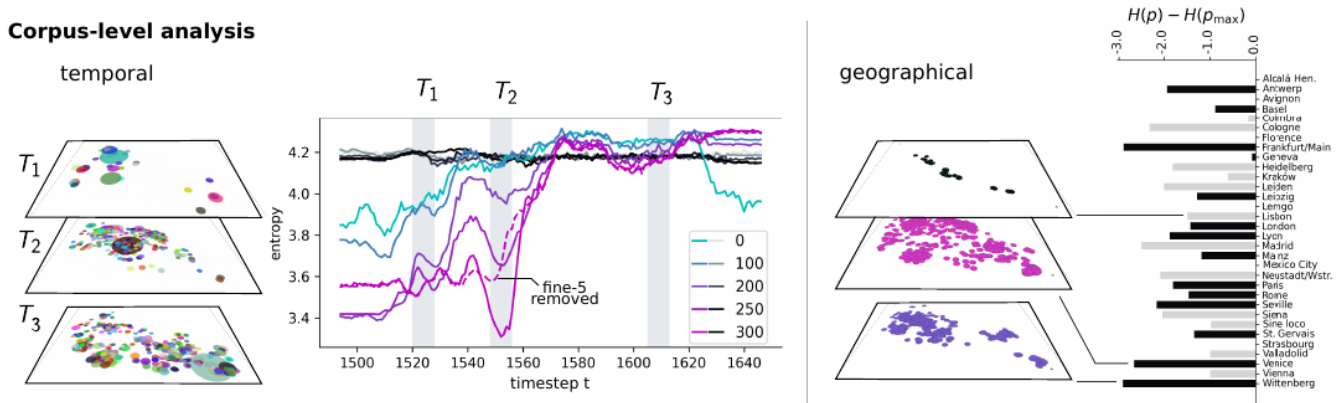 Corpus-level analysis
temporal
T1
T2
T3
T1
T2
T3
entropy
4.2
4.0
3.8
3.6
3.4
1500
1520
1540
1560
1580
1600
1620
1640
timestep t
0
100
200
250
300
fine-5
removed
geographical
H(p) − H(pmax)
-3.0
-2.0
-1.0
0.0
Alcalá Hen.
Antwerp
Avignon
Basel
Coimbra
Cologne
Florence
Frankfurt/Main
Geneva
Heidelberg
Kraków
Leiden
Leipzig
Lemgo
Lisbon
London
Lyon
Madrid
Mainz
Mexico City
Neustadt/Wstr.
Paris
Rome
Seville
Siena
Sine loco
St. Gervais
Strasbourg
Valladolid
Venice
Vienna
Wittenberg